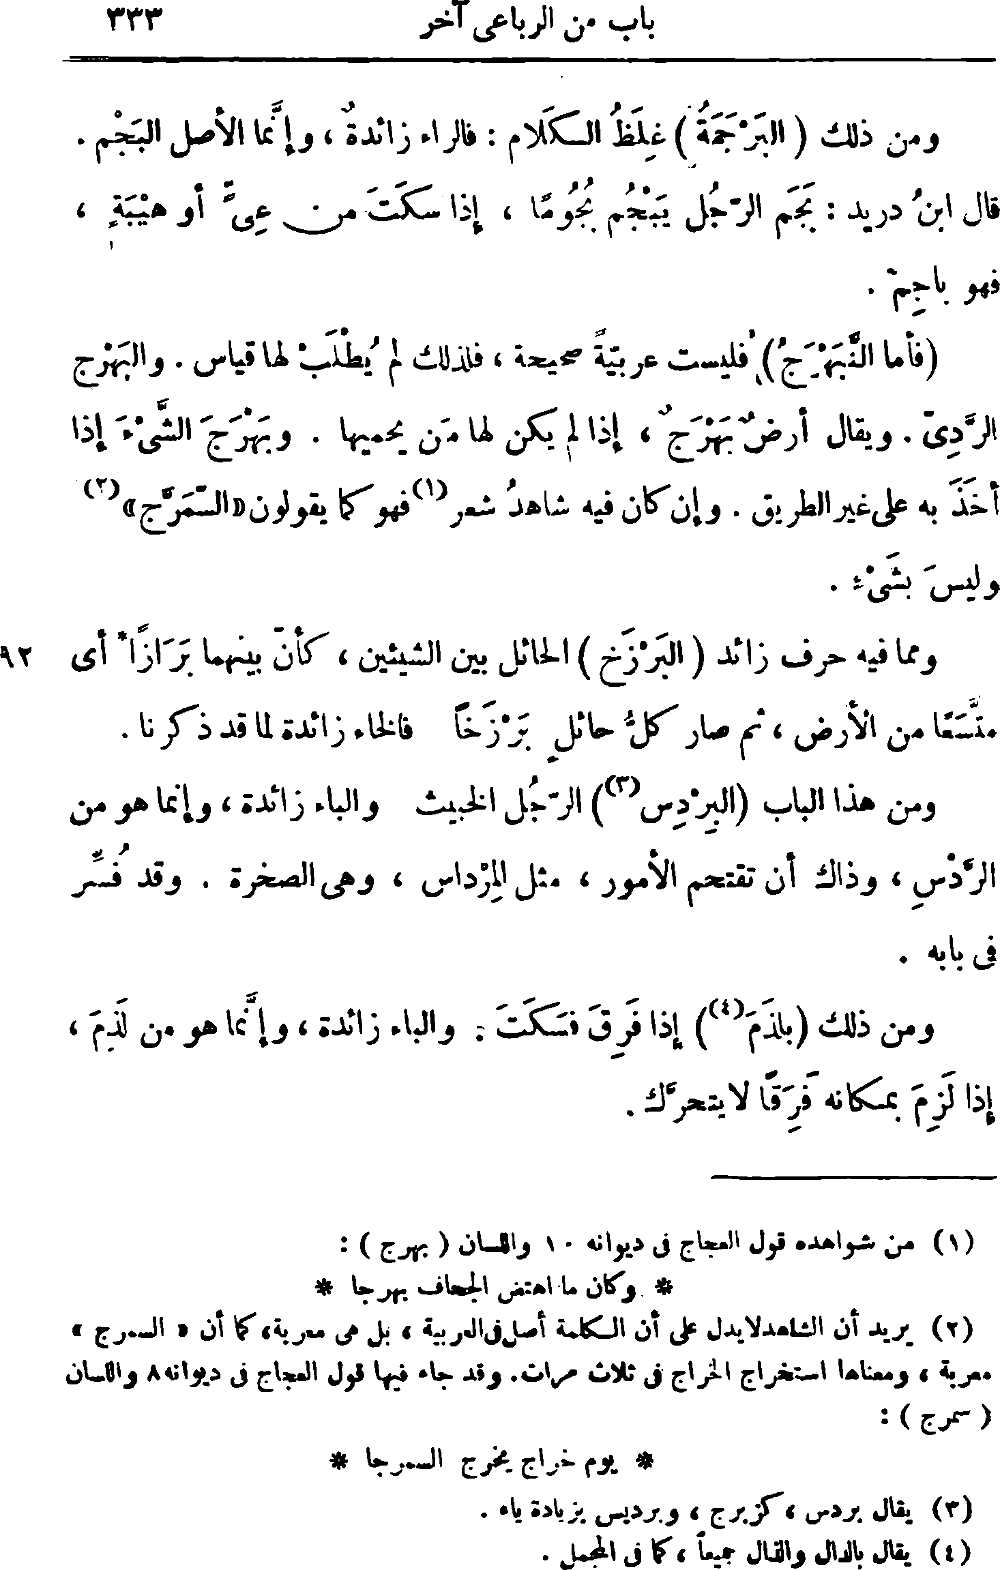 باب من الرباعى آخر ٣٣٣
ومن ذلك ( البَرْجَمَةُ ) غِلَظُ الكَلَام : فالراء زائدةٌ ، وإنَّما الأصل البَجْم .
قال ابنُ دريد : بَجَم الرّجُل يَبْجُم بُجُومًا ، إذا سكَتَ من عِىٍّ أو هيْبَةٍ ،
فهو باجِمٌ .
(فأما النَّبَهْرَجُ) فليست عربيّةً صحيحة ، فلذلك لم يُطْلَبْ لها قياس . والبَهْرَج
الرَّدِىّ . ويقال أرضٌ بَهْرَجٌ ، إذا لم يكن لها مَن يحميها . وبَهْرَجَ الشَّىْءَ إذا
أخَذَ به على غير الطريق . وإن كان فيه شاهدُ شعر(١) فهو كما يقولون «السَّمَرَّج»(٢)
وليسَ بشَىْءٍ .
ومما فيه حرف زائد ( البَرْزَخ ) الحائل بين الشيئين ، كأنّ بينهما بَرَازًا* أى ٩٢
متَّسَعًا من الأرض ، ثم صار كلُّ حائلٍ بَرْزَخًا فالخاء زائدة لما قد ذكرنا .
ومن هذا الباب (البِرْدِس(٣)) الرّجُل الخبيث والباء زائدة ، وإنما هو من
الرَّدْسِ ، وذاك أن تقتحم الأمور ، مثل المِرْداس ، وهى الصخرة . وقد فُسِّر
فى بابه .
ومن ذلك (بلذَمَ(٤)) إذا فَرِقَ فسَكَتَ . والباء زائدة ، وإنَّما هو من لَذِمَ ،
إذا لَزِمَ بمكانه فَرِقًا لا يتحرّك .
(١) من شواهده قول العجاج فى ديوانه ١٠ واللسان ( بهرج ) :
* وكان ما اهتض الجحاف بهرجا *
(٢) يريد أن الشاهد لا يدل على أن الكلمة أصل فى العربية ، بل هى معربة، كما أن « السمرج »
معربة ، ومعناها استخراج الخراج فى ثلاث مرات. وقد جاء فيها قول العجاج فى ديوانه ٨ واللسان
( سمرج ) :
* يوم خراج يخرج السمرجا *
(٣) يقال بردس ، كزبرج ، وبرديس بزيادة ياء .
(٤) يقال بالدال والذال جميعاً ، كما فى المجمل .